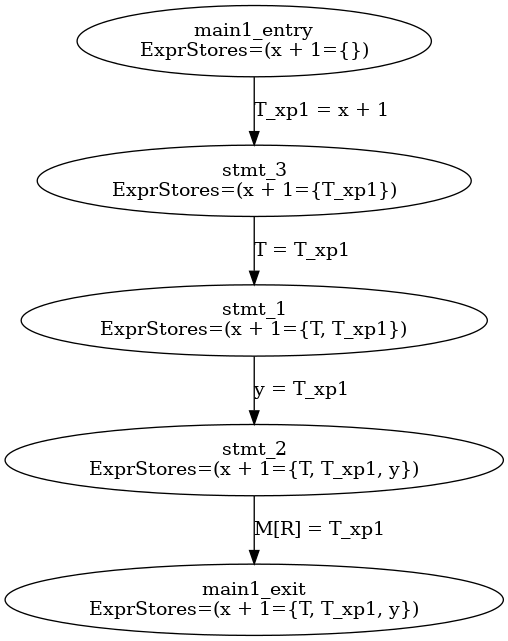 main1_entry
ExprStores=(x + 1={})
T_xp1 = x + 1
stmt_3
ExprStores=(x + 1={T_xp1})
T = T_xp1
stmt_1
ExprStores=(x + 1={T, T_xp1})
y = T_xp1
stmt_2
ExprStores=(x + 1={T, T_xp1, y})
M[R] = T_xp1
main1_exit
ExprStores=(x + 1={T, T_xp1, y})